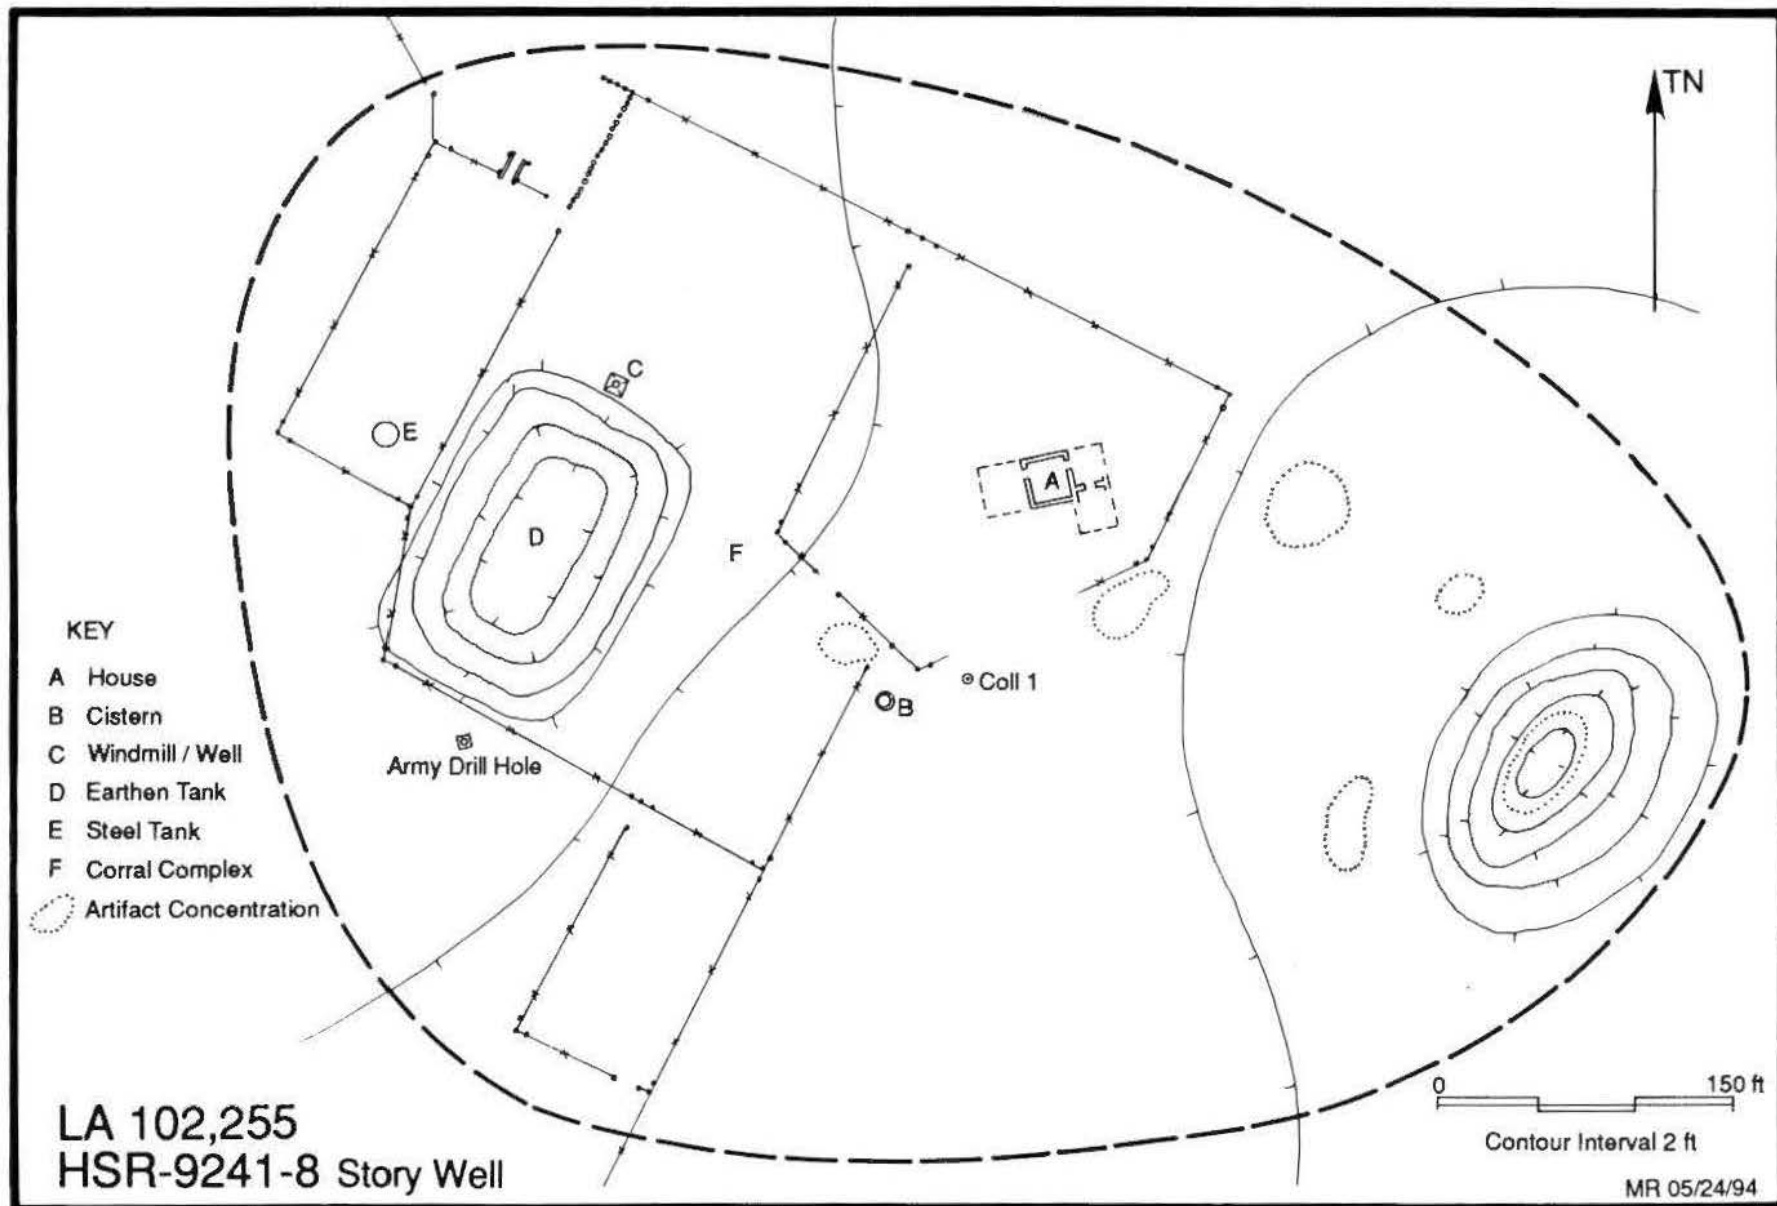 TN
C
E
A
D
F
Coll 1
B
Army Drill Hole
KEY
A House
B Cistern
C Windmill / Well
D Earthen Tank
E Steel Tank
F Corral Complex
Artifact Concentration
0 150 ft
Contour Interval 2 ft
LA 102,255
HSR-9241-8 Story Well
MR 05/24/94